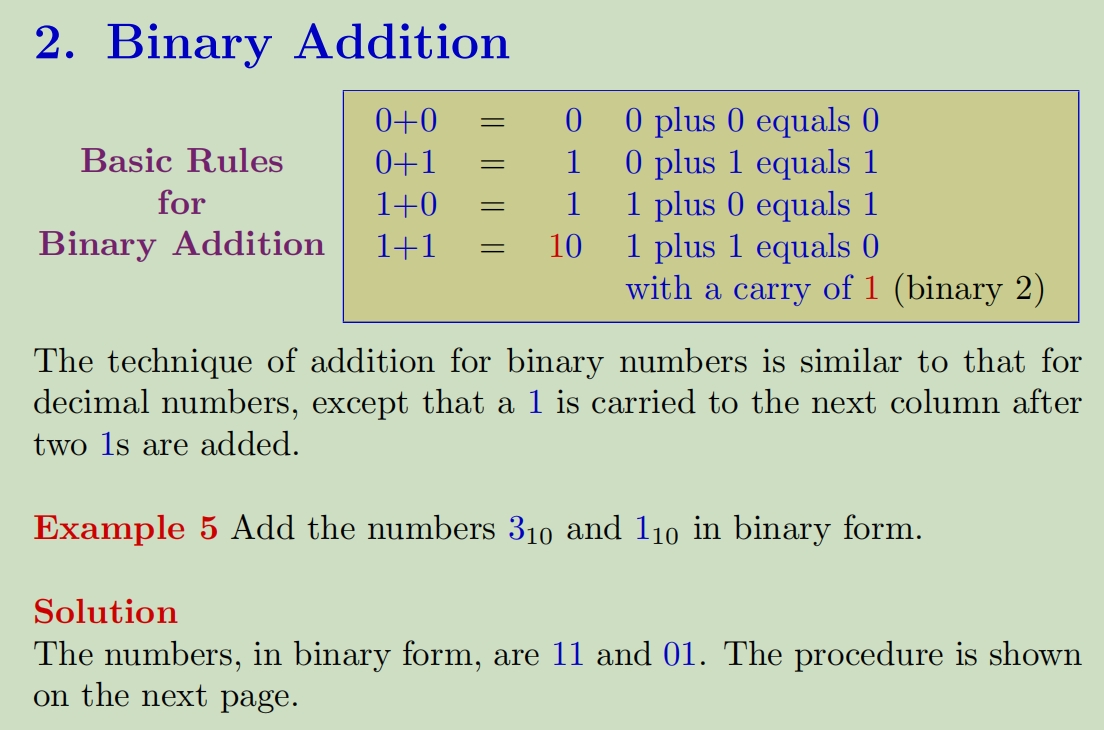 2. Binary Addition
Basic Rules
for
Binary Addition
0+0 = 0 0 plus 0 equals 0
0+1 = 1 0 plus 1 equals 1
1+0 = 1 1 plus 0 equals 1
1+1 = 10 1 plus 1 equals 0
with a carry of 1 (binary 2)
The technique of addition for binary numbers is similar to that for
decimal numbers, except that a 1 is carried to the next column after
two 1s are added.
Example 5 Add the numbers 3₁₀ and 1₁₀ in binary form.
Solution
The numbers, in binary form, are 11 and 01. The procedure is shown
on the next page.